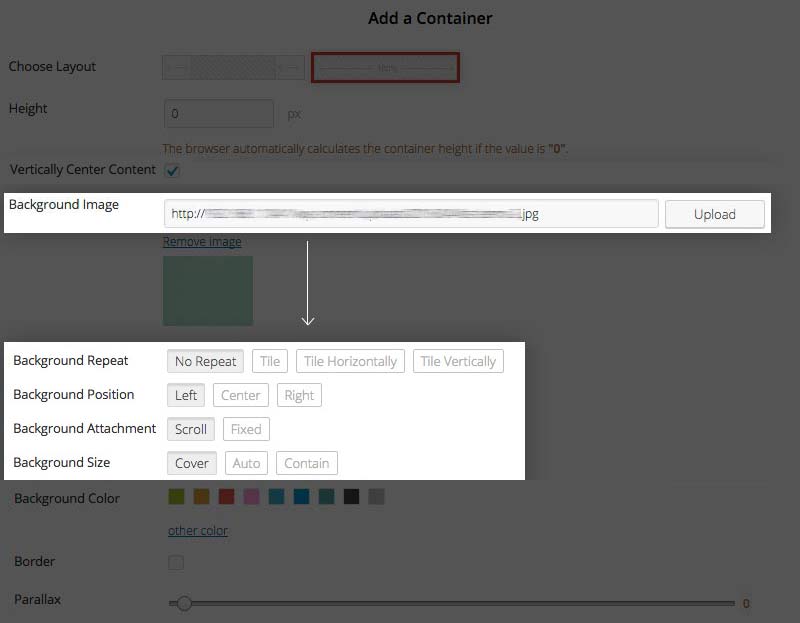 Add a Container
Choose Layout 100%
Height 0 px
The browser automatically calculates the container height if the value is "0".
Vertically Center Content
Background Image http:// .jpg Upload
Remove image
Background Repeat No Repeat Tile Tile Horizontally Tile Vertically
Background Position Left Center Right
Background Attachment Scroll Fixed
Background Size Cover Auto Contain
Background Color
other color
Border
Parallax 0